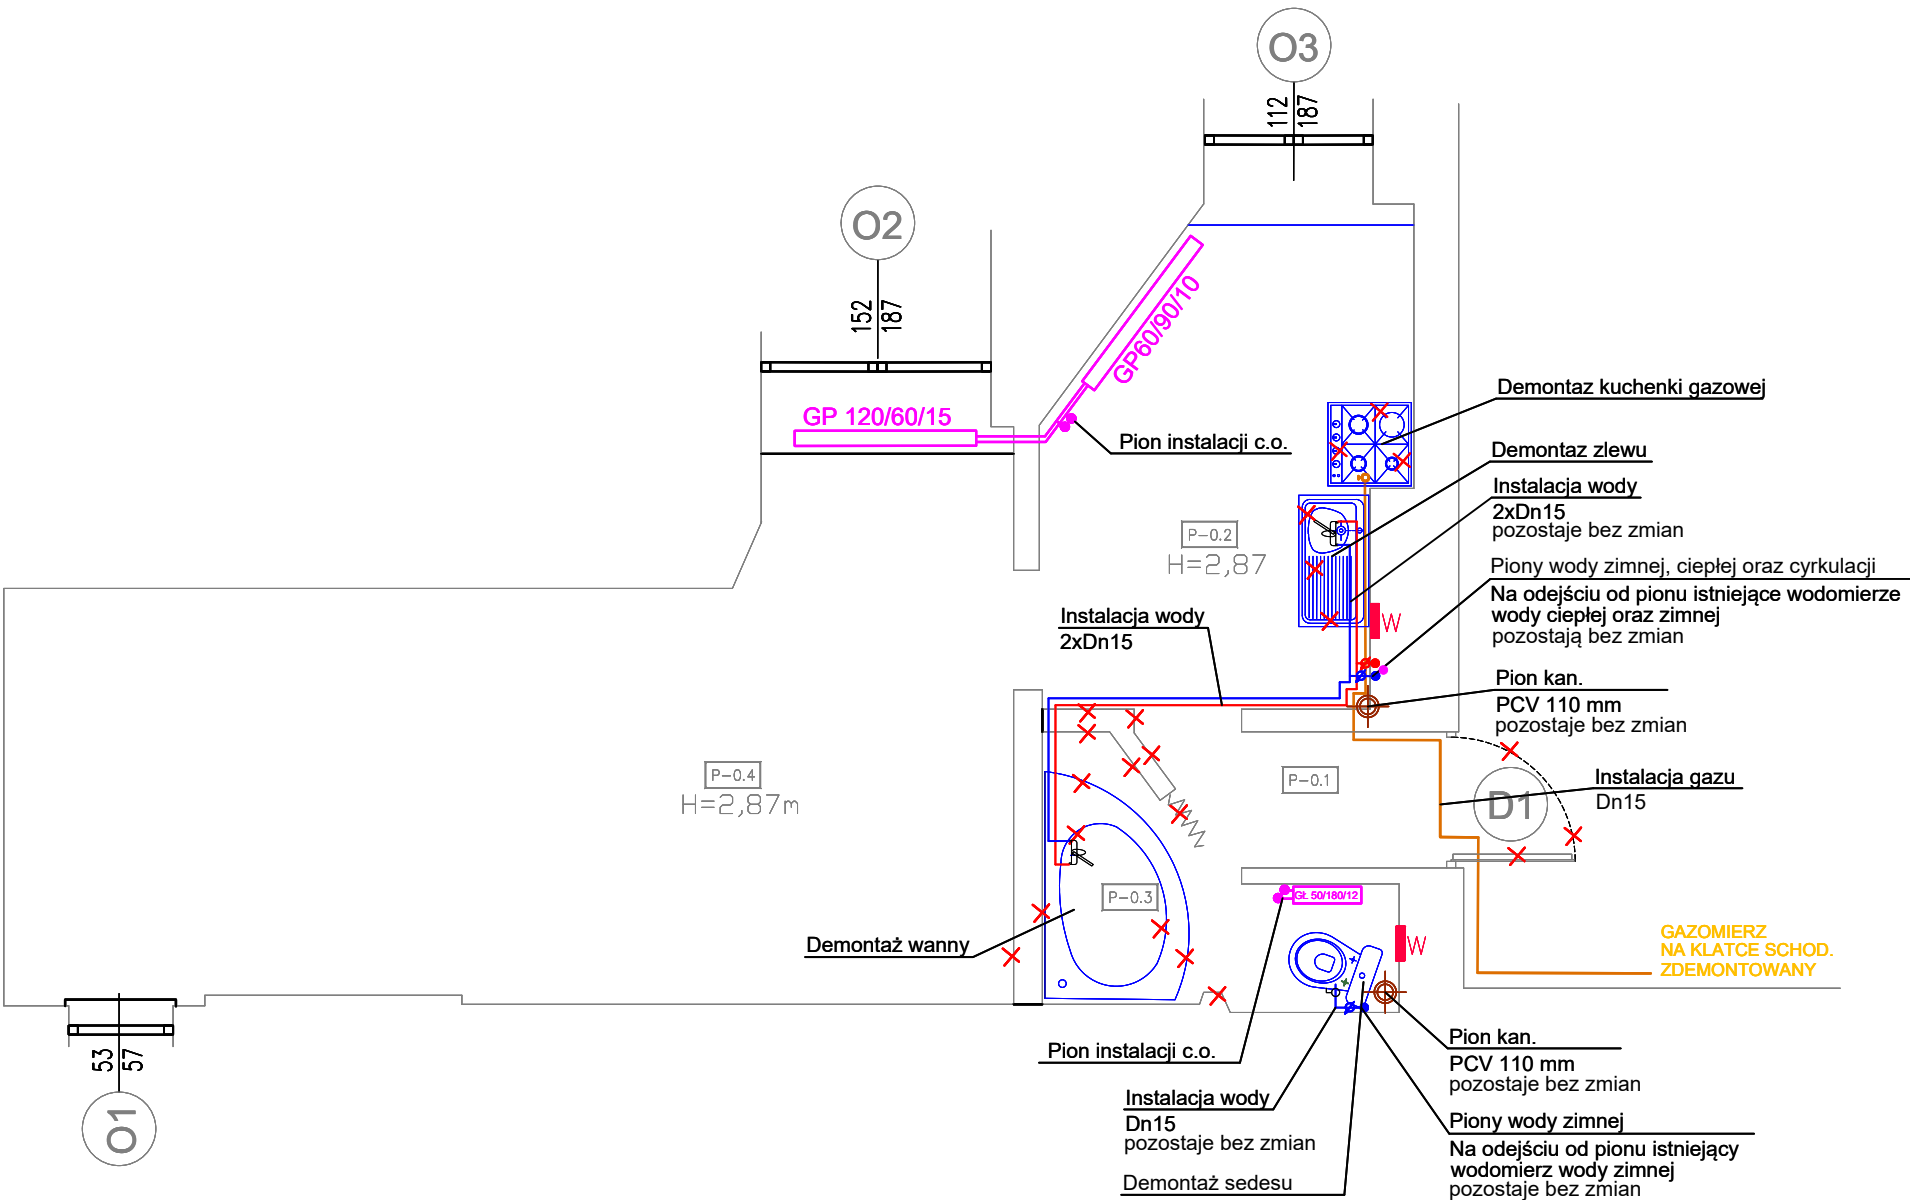 O3
112
187
O2
152
187
GP60/90/10
GP 120/60/15
Pion instalacji c.o.
Demontaz kuchenki gazowej
Demontaz zlewu
Instalacja wody
2xDn15
pozostaje bez zmian
P-0.2
H=2,87
Piony wody zimnej, ciepłej oraz cyrkulacji
Na odejściu od pionu istniejące wodomierze
wody ciepłej oraz zimnej
pozostają bez zmian
W
Instalacja wody
2xDn15
Pion kan.
PCV 110 mm
pozostaje bez zmian
P-0.4
H=2,87m
P-0.1
D1
Instalacja gazu
Dn15
P-0.3
GŁ 50/180/12
Demontaż wanny
W
GAZOMIERZ
NA KLATCE SCHOD.
ZDEMONTOWANY
53
57
O1
Pion instalacji c.o.
Pion kan.
PCV 110 mm
pozostaje bez zmian
Instalacja wody
Dn15
pozostaje bez zmian
Piony wody zimnej
Na odejściu od pionu istniejący
wodomierz wody zimnej
pozostaje bez zmian
Demontaż sedesu